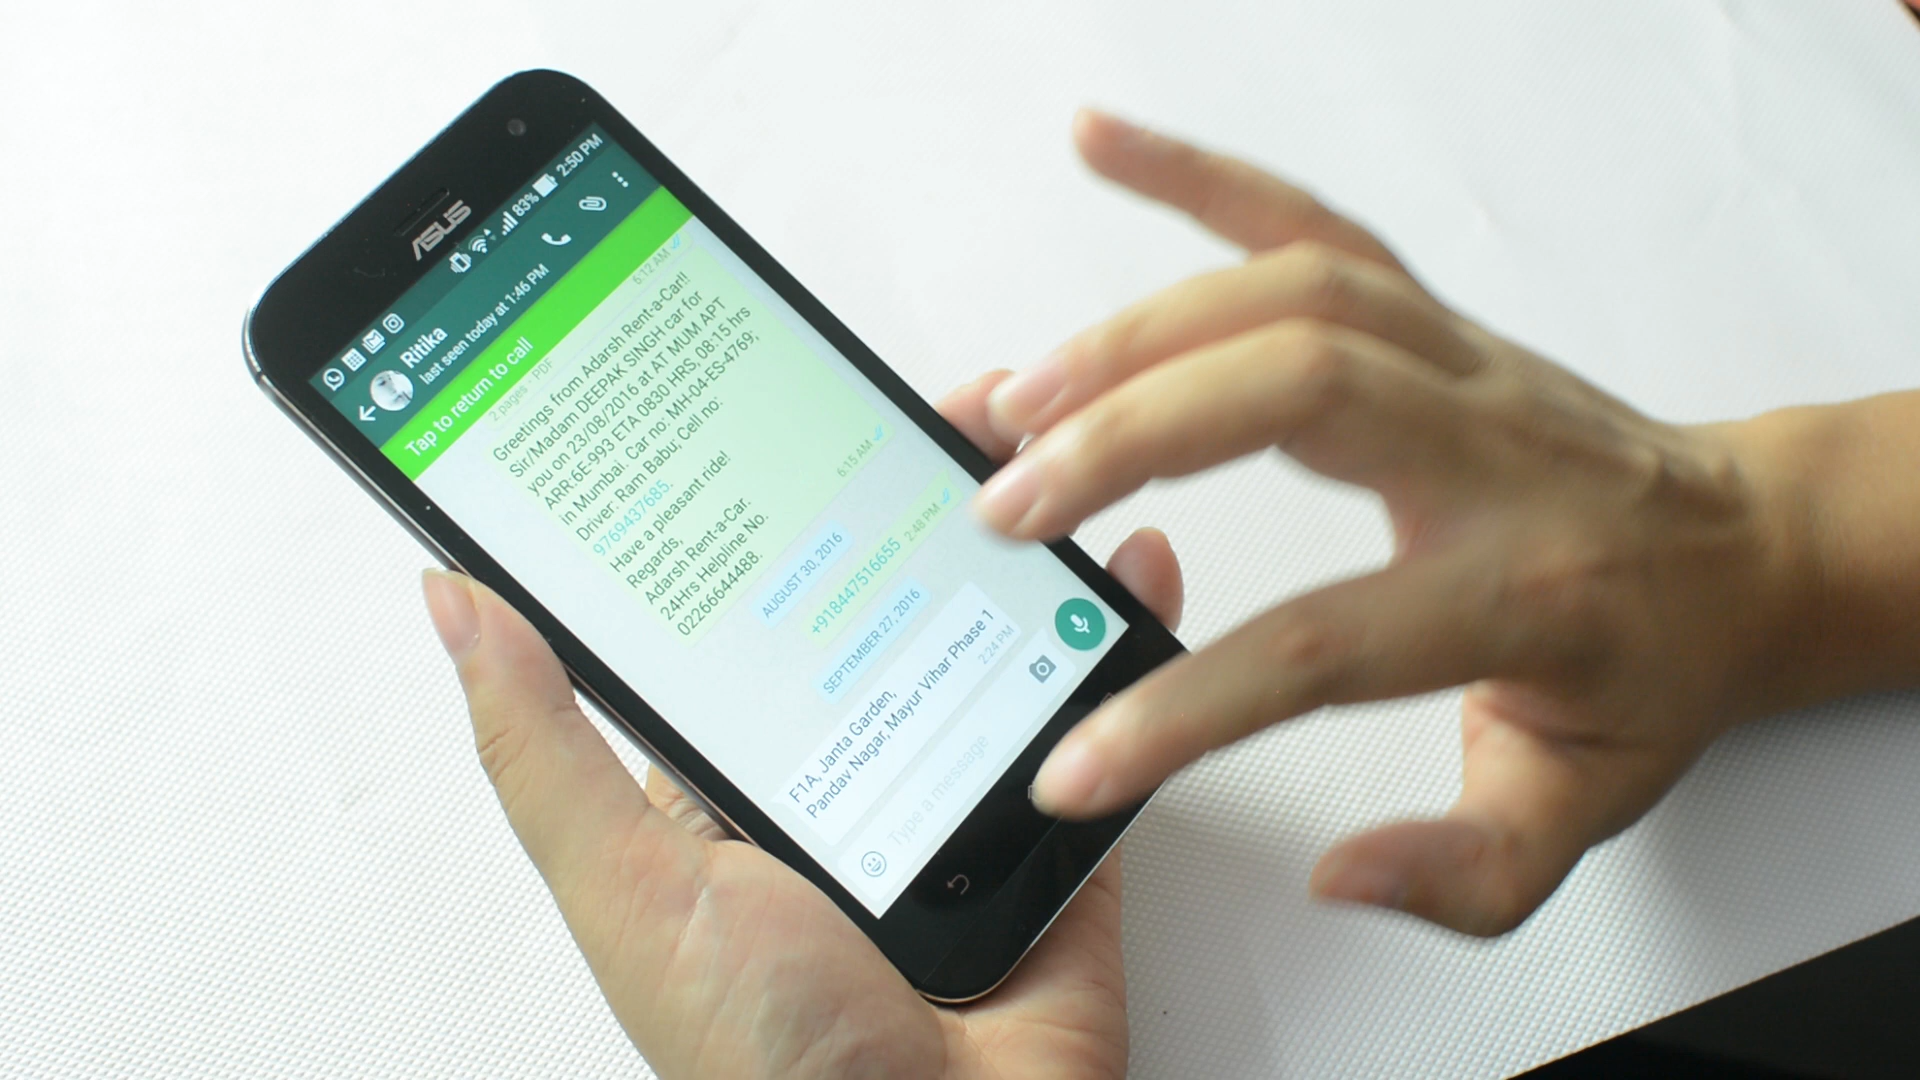 ASUS
83% 2:50 PM
Ritika
last seen today at 1:46 PM
Tap to return to call
2 pages · PDF
5:12 AM
Greetings from Adarsh Rent-a-Car!!
Sir/Madam DEEPAK SINGH car for
you on 23/08/2016 at AT MUM APT
ARR:6E-993 ETA 0830 HRS, 08:15 hrs
in Mumbai. Car no: MH-04-ES-4769;
Driver: Ram Babu; Cell no:
9769437685.
Have a pleasant ride!
Regards,
Adarsh Rent-a-Car.
24Hrs Helpline No.
02266644488.
6:15 AM
AUGUST 30, 2016
+918447516655 2:48 PM
SEPTEMBER 27, 2016
F1A, Janta Garden,
Pandav Nagar, Mayur Vihar Phase 1
2:24 PM
Type a message